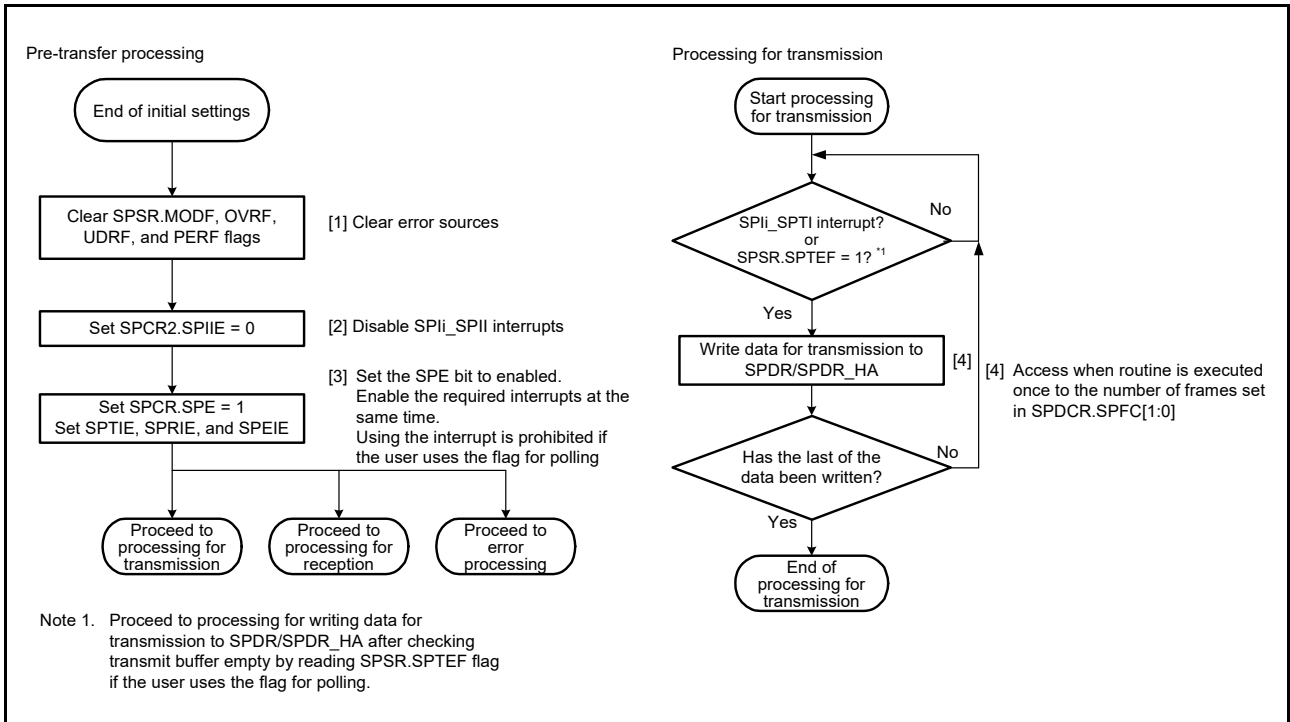 Pre-transfer processing
End of initial settings
Clear SPSR.MODF, OVRF,
UDRF, and PERF flags
[1] Clear error sources
Set SPCR2.SPIIE = 0
[2] Disable SPIi_SPII interrupts
Set SPCR.SPE = 1
Set SPTIE, SPRIE, and SPEIE
[3] Set the SPE bit to enabled.
Enable the required interrupts at the
same time.
Using the interrupt is prohibited if
the user uses the flag for polling
Proceed to
processing for
transmission
Proceed to
processing for
reception
Proceed to
error
processing
Note 1. Proceed to processing for writing data for
transmission to SPDR/SPDR_HA after checking
transmit buffer empty by reading SPSR.SPTEF flag
if the user uses the flag for polling.
Processing for transmission
Start processing
for transmission
SPIi_SPTI interrupt?
or
SPSR.SPTEF = 1? *1
No
Yes
Write data for transmission to
SPDR/SPDR_HA
[4]
[4] Access when routine is executed
once to the number of frames set
in SPDCR.SPFC[1:0]
Has the last of the
data been written?
No
Yes
End of
processing for
transmission